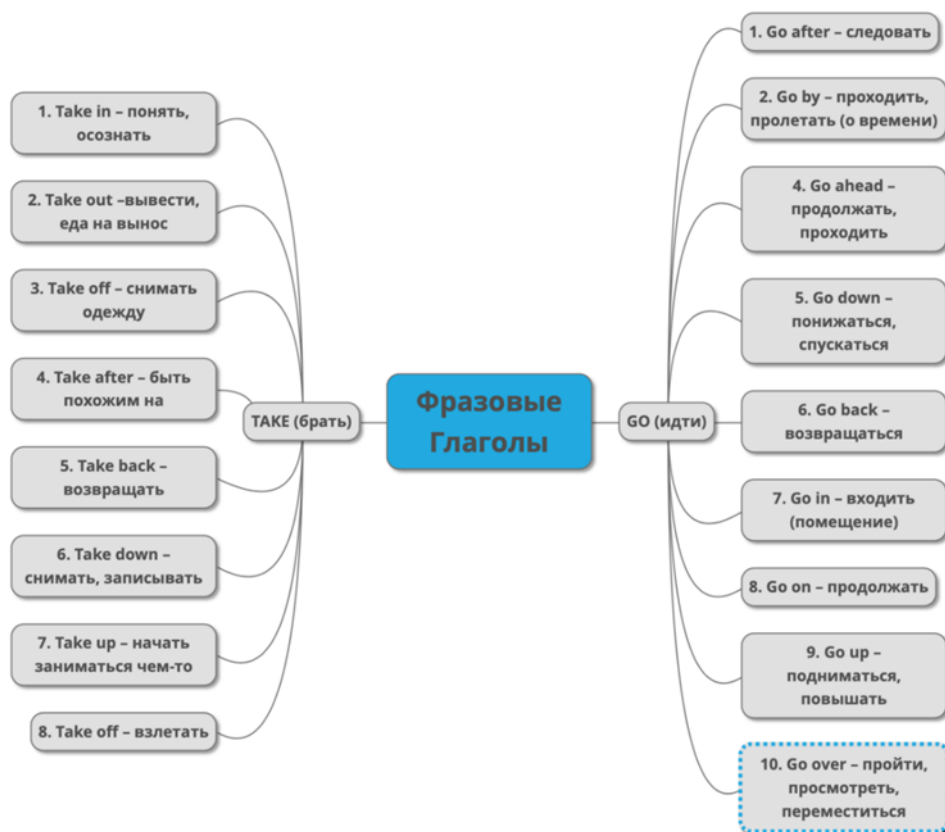 Фразовые
Глаголы
TAKE (брать)
1. Take in – понять,
осознать
2. Take out –вывести,
еда на вынос
3. Take off – снимать
одежду
4. Take after – быть
похожим на
5. Take back –
возвращать
6. Take down –
снимать, записывать
7. Take up – начать
заниматься чем-то
8. Take off – взлетать
GO (идти)
1. Go after – следовать
2. Go by – проходить,
пролетать (о времени)
4. Go ahead –
продолжать,
проходить
5. Go down –
понижаться,
спускаться
6. Go back –
возвращаться
7. Go in – входить
(помещение)
8. Go on – продолжать
9. Go up –
подниматься,
повышать
10. Go over – пройти,
просмотреть,
переместиться